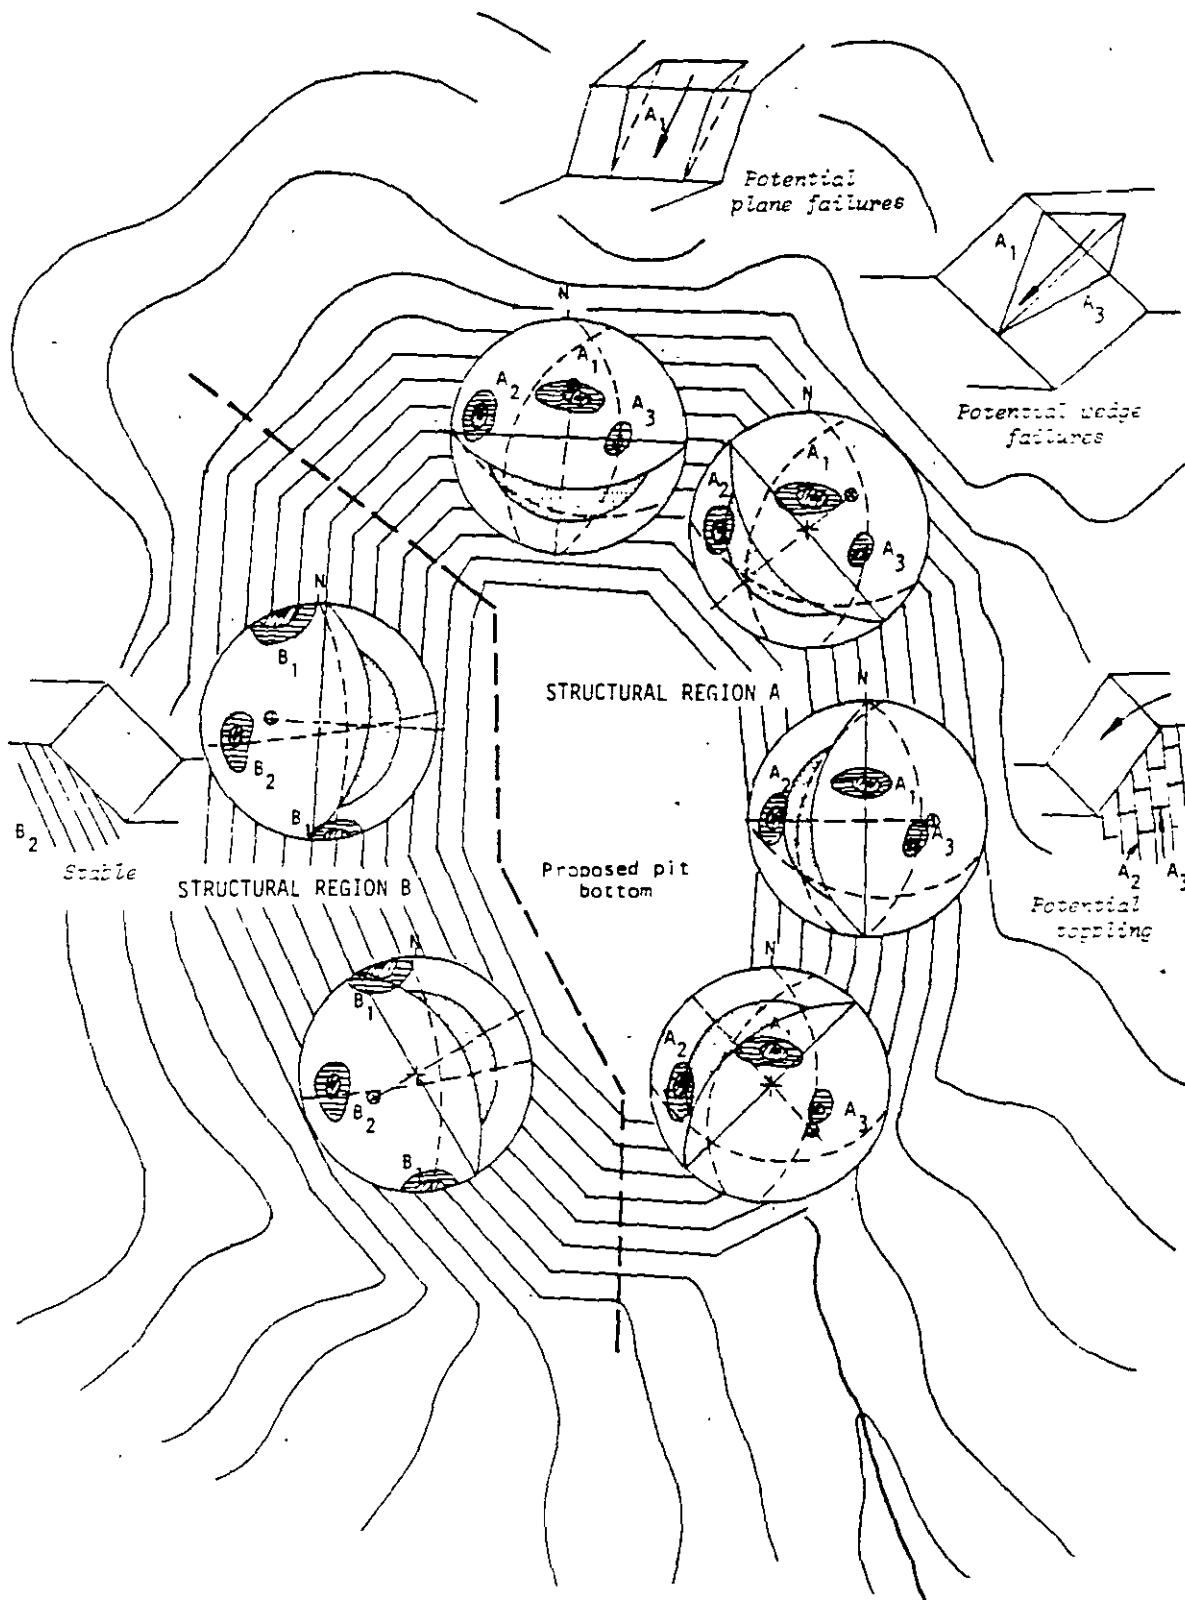 A1
Potential
plane failures
A1
A3
Potential wedge
failures
N
A1
A2
A3
N
A1
A2
A3
N
B1
B2
B1
STRUCTURAL REGION A
N
A2
A1
A3
B2
Stable
STRUCTURAL REGION B
Proposed pit
bottom
A2
A3
Potential
toppling
N
B1
B2
B1
N
A2
A
A3